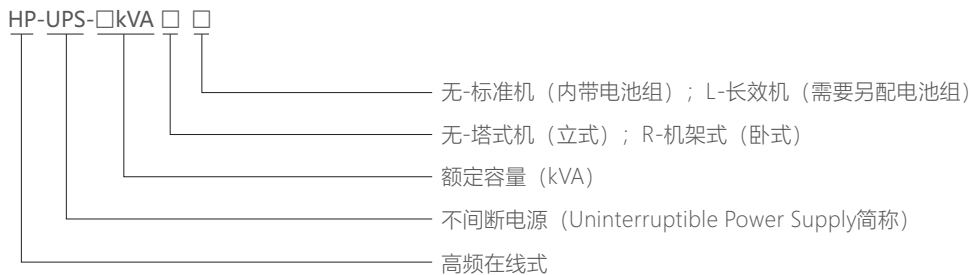 HP-UPS-□kVA □ □
无-标准机（内带电池组）；L-长效机（需要另配电池组）
无-塔式机（立式）；R-机架式（卧式）
额定容量（kVA）
不间断电源（Uninterruptible Power Supply简称）
高频在线式